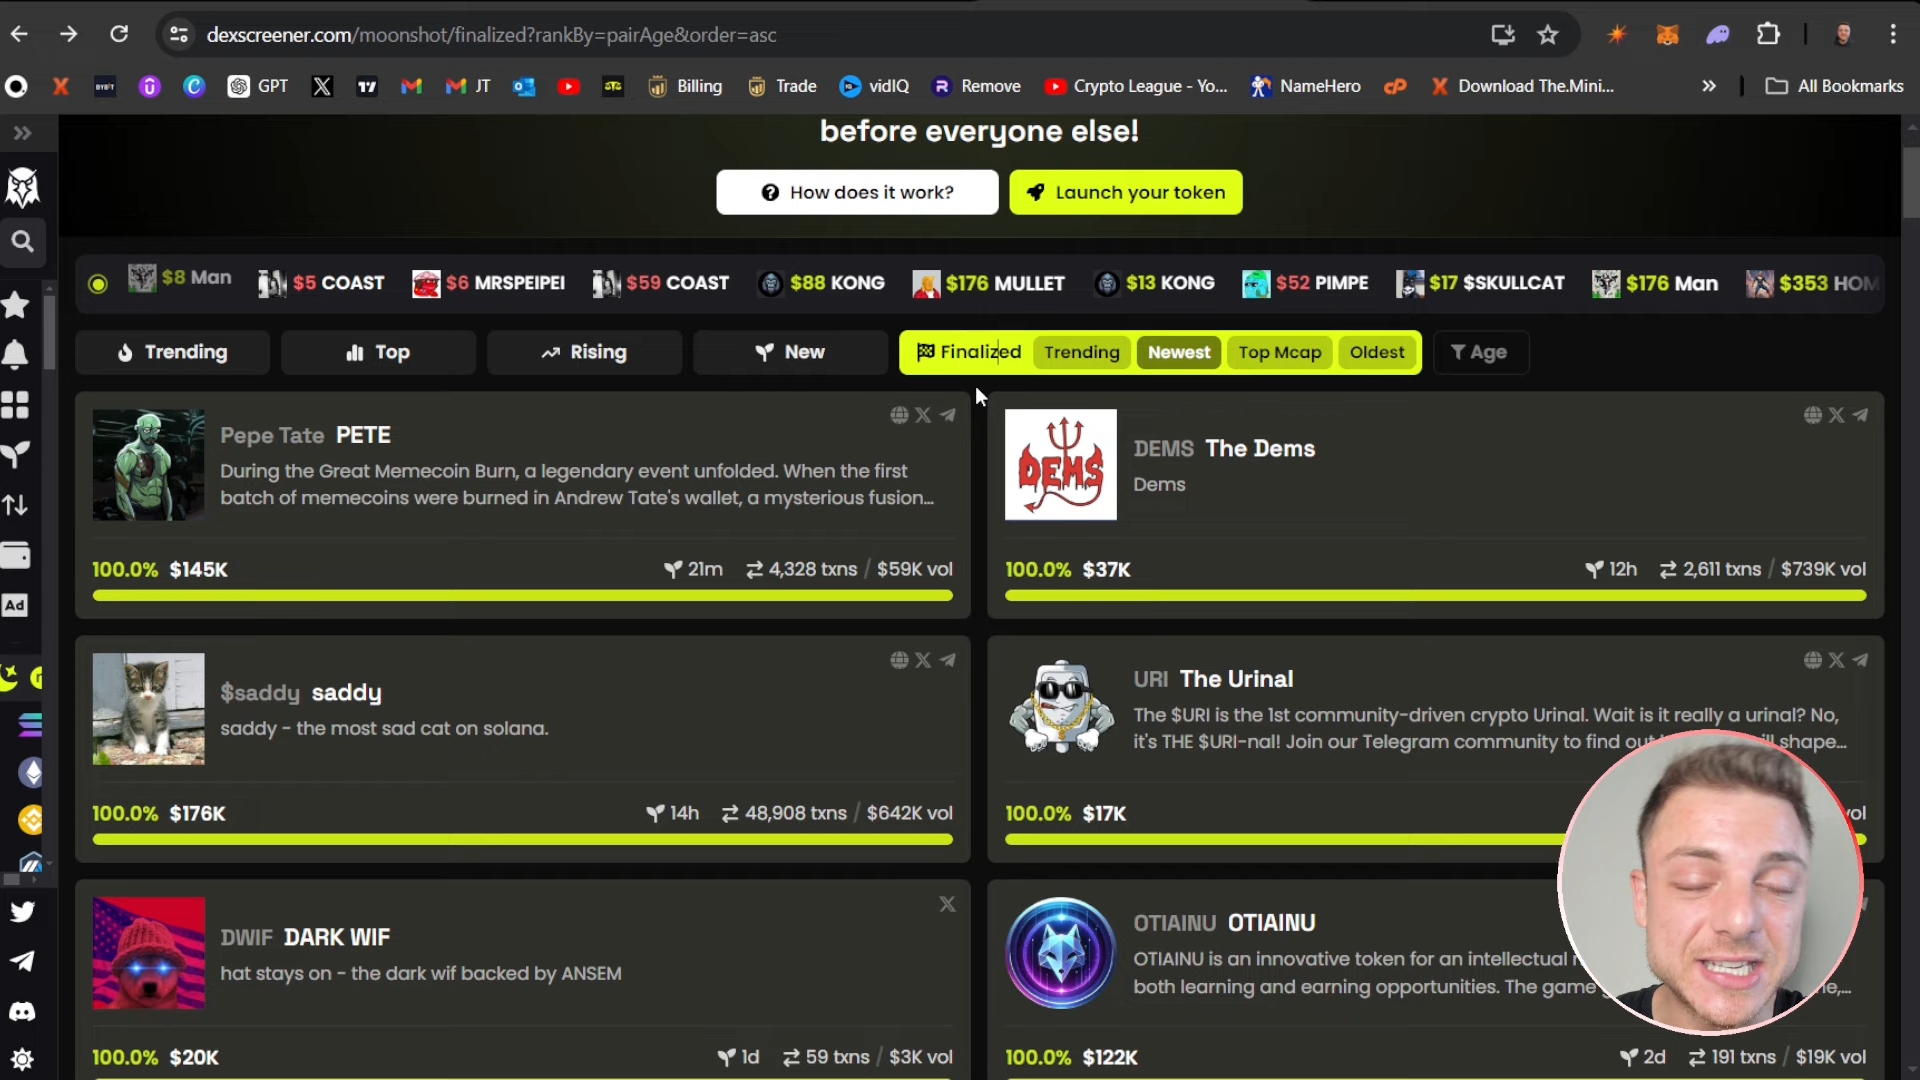 dexscreener.com/moonshot/finalized?rankBy=pairAge&order=asc
GPT
JT
Billing
Trade
vidIQ
Remove
Crypto League - Yo...
NameHero
Download The.Mini...
All Bookmarks
before everyone else!
How does it work?
Launch your token
$8 Man
$5 COAST
$6 MRSPEIPEI
$59 COAST
$88 KONG
$176 MULLET
$13 KONG
$52 PIMPE
$17 $SKULLCAT
$176 Man
$353 HOM
Trending
Top
Rising
New
Finalized
Trending
Newest
Top Mcap
Oldest
Age
Pepe Tate PETE
During the Great Memecoin Burn, a legendary event unfolded. When the first
batch of memecoins were burned in Andrew Tate's wallet, a mysterious fusion...
100.0% $145K
21m
4,328 txns / $59K vol
DEMS The Dems
Dems
DEMS
100.0% $37K
12h
2,611 txns / $739K vol
$saddy saddy
saddy - the most sad cat on solana.
100.0% $176K
14h
48,908 txns / $642K vol
URI The Urinal
The $URI is the 1st community-driven crypto Urinal. Wait is it really a urinal? No,
it's THE $URI-nal! Join our Telegram community to find out shape...
100.0% $17K
vol
DWIF DARK WIF
hat stays on - the dark wif backed by ANSEM
100.0% $20K
1d
59 txns / $3K vol
OTIAINU OTIAINU
OTIAINU is an innovative token for an intellectual
both learning and earning opportunities. The game
100.0% $122K
2d
191 txns / $19K vol
Ad